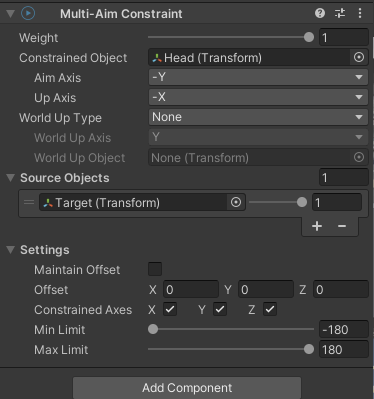 Multi-Aim Constraint
Weight 1
Constrained Object Head (Transform)
Aim Axis -Y
Up Axis -X
World Up Type None
World Up Axis Y
World Up Object None (Transform)
Source Objects 1
Target (Transform) 1
+ −
Settings
Maintain Offset
Offset X 0 Y 0 Z 0
Constrained Axes X Y Z
Min Limit -180
Max Limit 180
Add Component